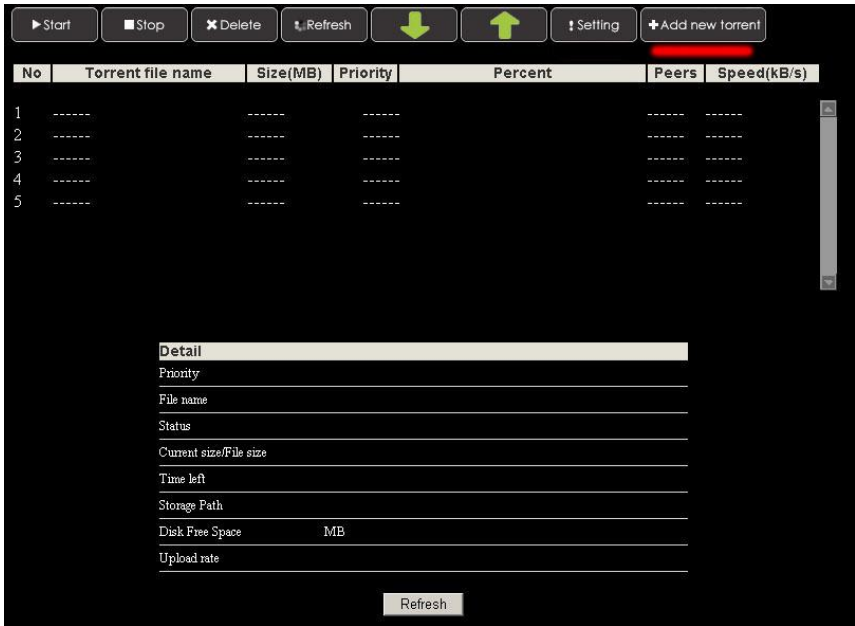 Start Stop Delete Refresh Setting Add new torrent
No Torrent file name Size(MB) Priority Percent Peers Speed(kB/s)
1 ------ ------ ------ ------ ------
2 ------ ------ ------ ------ ------
3 ------ ------ ------ ------ ------
4 ------ ------ ------ ------ ------
5 ------ ------ ------ ------ ------
Detail
Priority
File name
Status
Current size/File size
Time left
Storage Path
Disk Free Space MB
Upload rate
Refresh